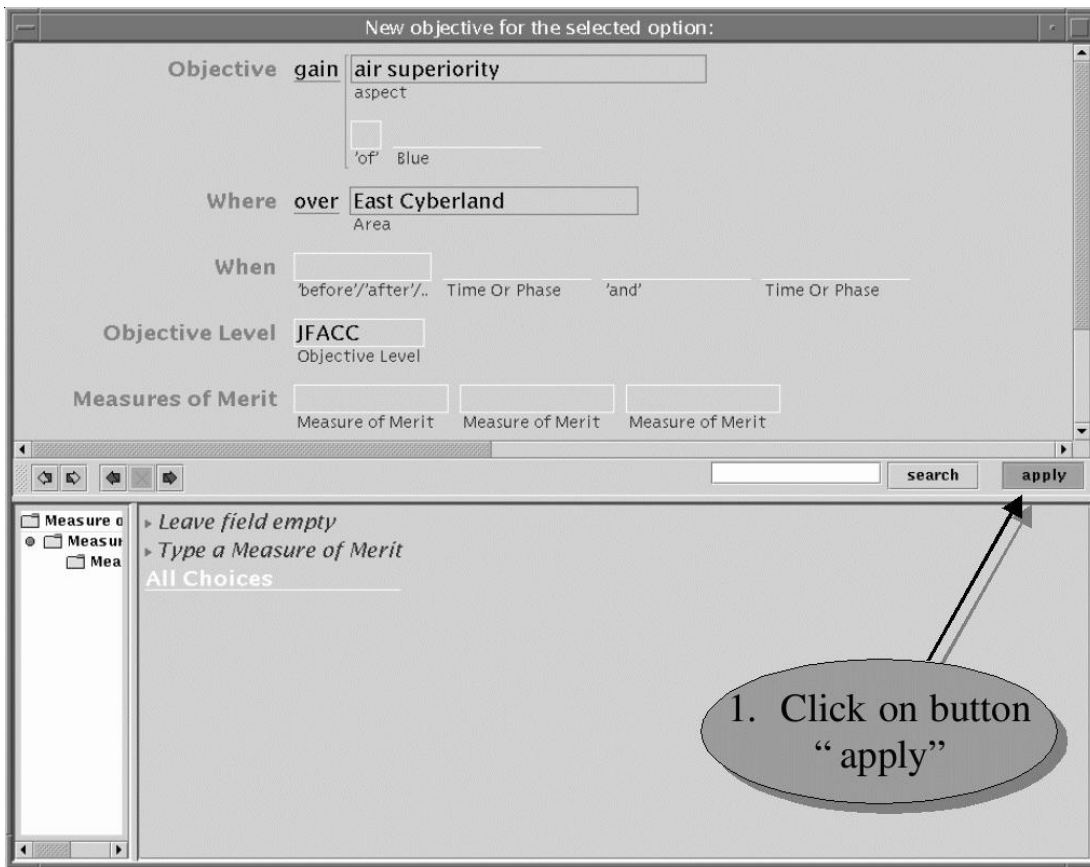 New objective for the selected option:
Objective gain air superiority
aspect
'of' Blue
Where over East Cyberland
Area
When
'before'/'after'/.. Time Or Phase 'and' Time Or Phase
Objective Level JFACC
Objective Level
Measures of Merit
Measure of Merit Measure of Merit Measure of Merit
search apply
Measure o
Measur
Mea
Leave field empty
Type a Measure of Merit
All Choices
1. Click on button
“ apply”